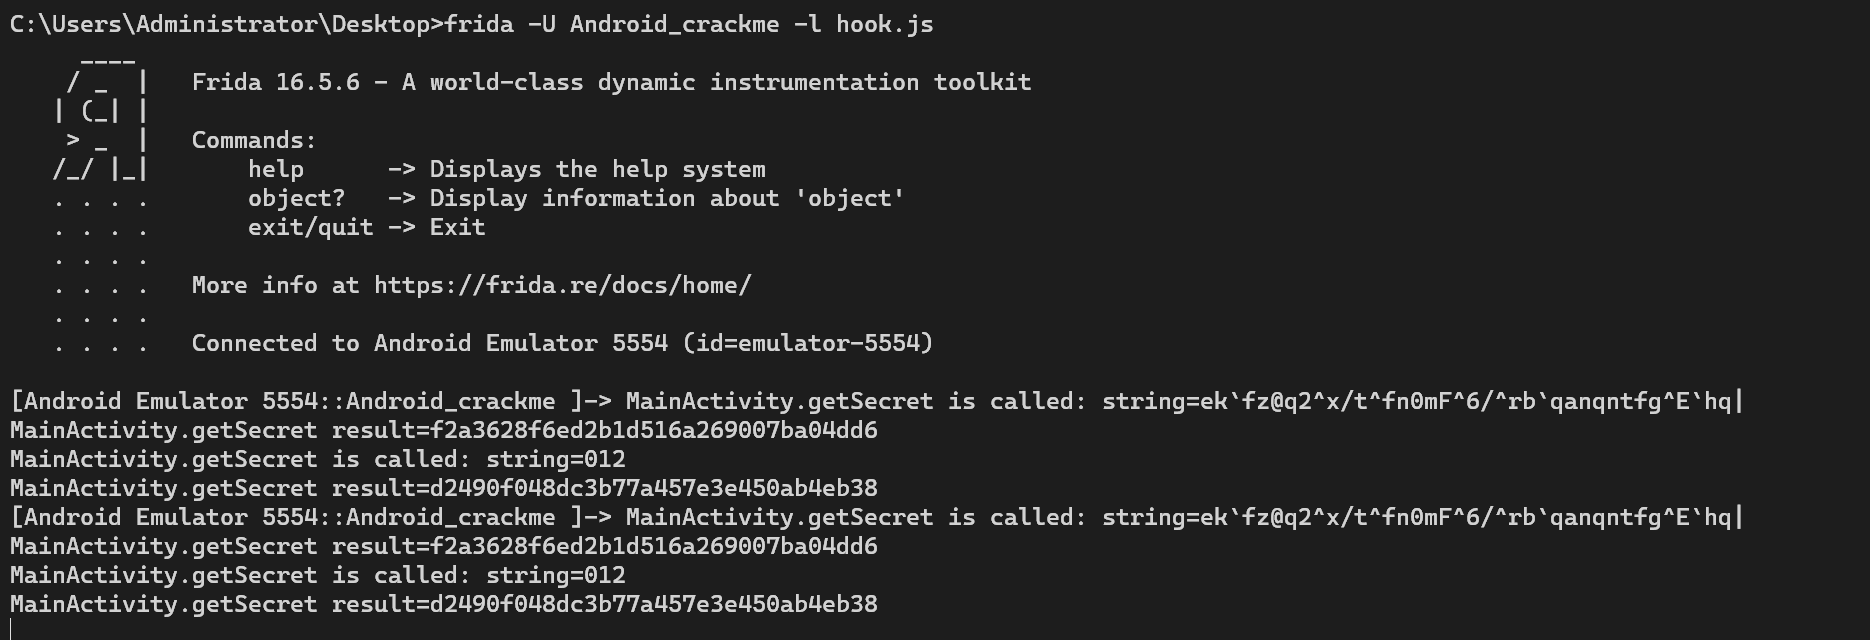 C:\Users\Administrator\Desktop>frida -U Android_crackme -l hook.js
     ____
    / _  |   Frida 16.5.6 - A world-class dynamic instrumentation toolkit
   | (_| |
    > _  |   Commands:
   /_/ |_|       help      -> Displays the help system
   . . . .       object?   -> Display information about 'object'
   . . . .       exit/quit -> Exit
   . . . .
   . . . .   More info at https://frida.re/docs/home/
   . . . .
   . . . .   Connected to Android Emulator 5554 (id=emulator-5554)
[Android Emulator 5554::Android_crackme ]-> MainActivity.getSecret is called: string=ek`fz@q2^x/t^fn0mF^6/^rb`qanqntfg^E`hq|
MainActivity.getSecret result=f2a3628f6ed2b1d516a269007ba04dd6
MainActivity.getSecret is called: string=012
MainActivity.getSecret result=d2490f048dc3b77a457e3e450ab4eb38
[Android Emulator 5554::Android_crackme ]-> MainActivity.getSecret is called: string=ek`fz@q2^x/t^fn0mF^6/^rb`qanqntfg^E`hq|
MainActivity.getSecret result=f2a3628f6ed2b1d516a269007ba04dd6
MainActivity.getSecret is called: string=012
MainActivity.getSecret result=d2490f048dc3b77a457e3e450ab4eb38